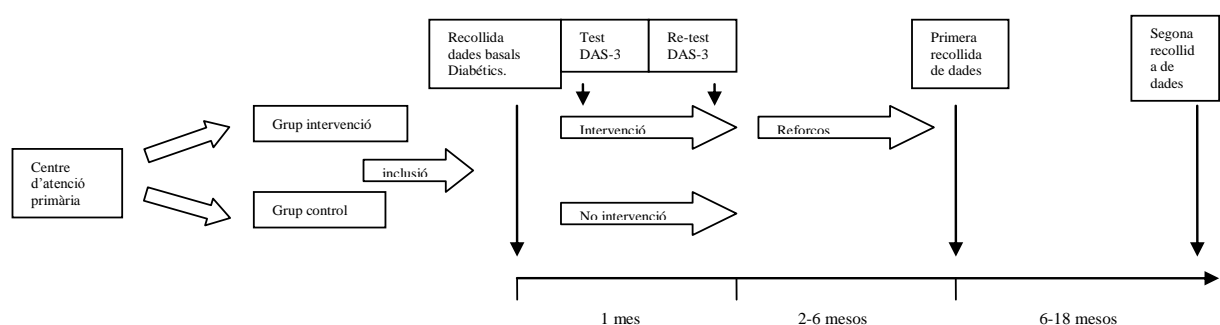 Recollida
dades basals
Diabétics.
Test
DAS-3
Re-test
DAS-3
Primera
recollida
de dades
Segona
recollid
a de
dades
Grup intervenció
Intervenció
Reforços
Centre
d'atenció
primària
inclusió
Grup control
No intervenció
1 mes
2-6 mesos
6-18 mesos